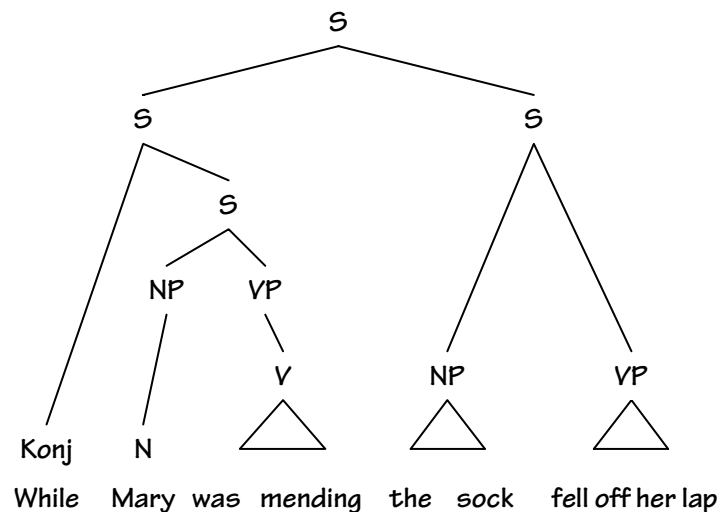 S
S S
S
NP VP
V NP VP
Konj N
While Mary was mending the sock fell off her lap